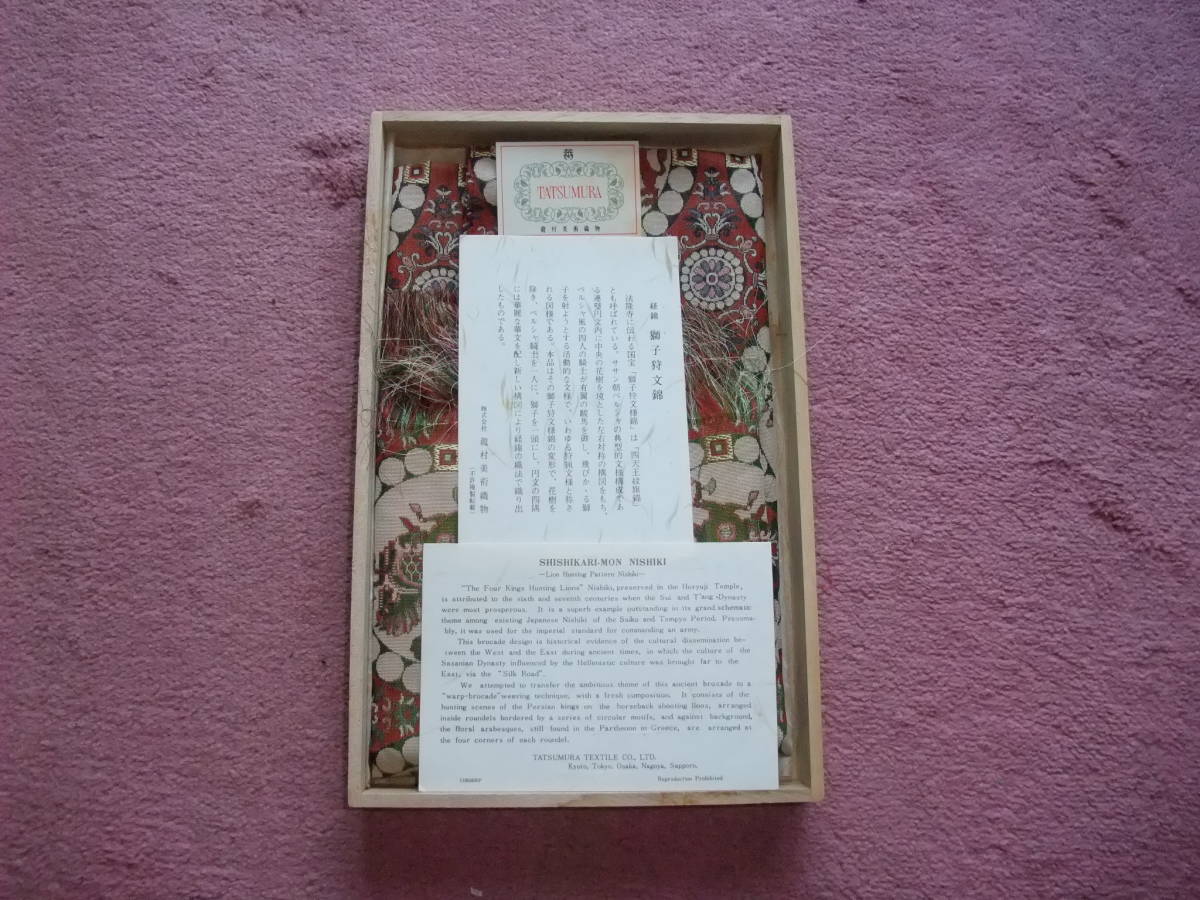 TATSUMURA
龍村美術織物
経錦 獅子狩文錦
法隆寺に伝わる国宝「獅子狩文様錦」は「四天王紋旗錦」
とも呼ばれている。ササン朝ペルシャの典型的文様構成であ
る連璧円文内に中央の花樹を境とした左右対称の構図をもち、
ペルシャ風の四人の騎士が有翼の駿馬を御し、飛びかゝる獅
子を射ようとする活動的な文様で、いわゆる狩猟文様と称さ
れる図様である。本品はその獅子狩文様錦の変形で、花樹を
除き、ペルシャ騎士を一人に、獅子を一頭にし、円文の四隅
には華麗な華文を配し新しい構図により経錦の織法で織り出
したものである。
株式会社 龍村美術織物
(不許複製転載)
SHISHIKARI-MON NISHIKI
—Lion Hunting Pattern Nishiki—
"The Four Kings Hunting Lions" Nishiki, preserved in the Horyuji Temple,
is attributed to the sixth and seventh centuries when the Sui and T'ang-Dynasty
were most prosperous. It is a superb example outstanding in its grand schematic
theme among existing Japanese Nishiki of the Saiko and Tempyo Period. Presuma-
bly, it was used for the imperial standard for commanding an army.
This brocade design is historical evidence of the cultural dissemination be-
tween the West and the East during ancient times, in which the culture of the
Sasanian Dynasty influenced by the Hellenistic culture was brought far to the
East, via the "Silk Road".
We attempted to transfer the ambitious theme of this ancient brocade to a
"warp-brocade" weaving technique, with a fresh composition. It consists of the
hunting scenes of the Persian kings on the horseback shooting lions, arranged
inside roundels bordered by a series of circular motifs, and against background,
the floral arabesques, still found in the Parthenon in Greece, are arranged at
the four corners of each roundel.
TATSUMURA TEXTILE CO., LTD.
Kyoto, Tokyo, Osaka, Nagoya, Sapporo.
Reproduction Prohibited